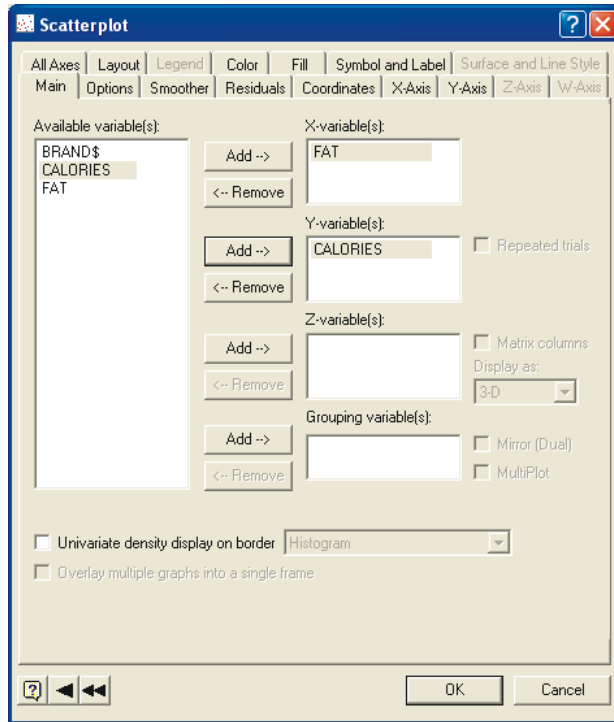 Scatterplot
All Axes Layout Legend Color Fill Symbol and Label Surface and Line Style
Main Options Smoother Residuals Coordinates X-Axis Y-Axis Z-Axis W-Axis
Available variable(s): X-variable(s):
BRAND$ Add --> FAT
CALORIES
FAT <-- Remove
Y-variable(s):
Add --> CALORIES Repeated trials
<-- Remove
Z-variable(s):
Add --> Matrix columns
Display as:
<-- Remove 3-D
Grouping variable(s):
Add --> Mirror (Dual)
<-- Remove MultiPlot
Univariate density display on border Histogram
Overlay multiple graphs into a single frame
OK Cancel